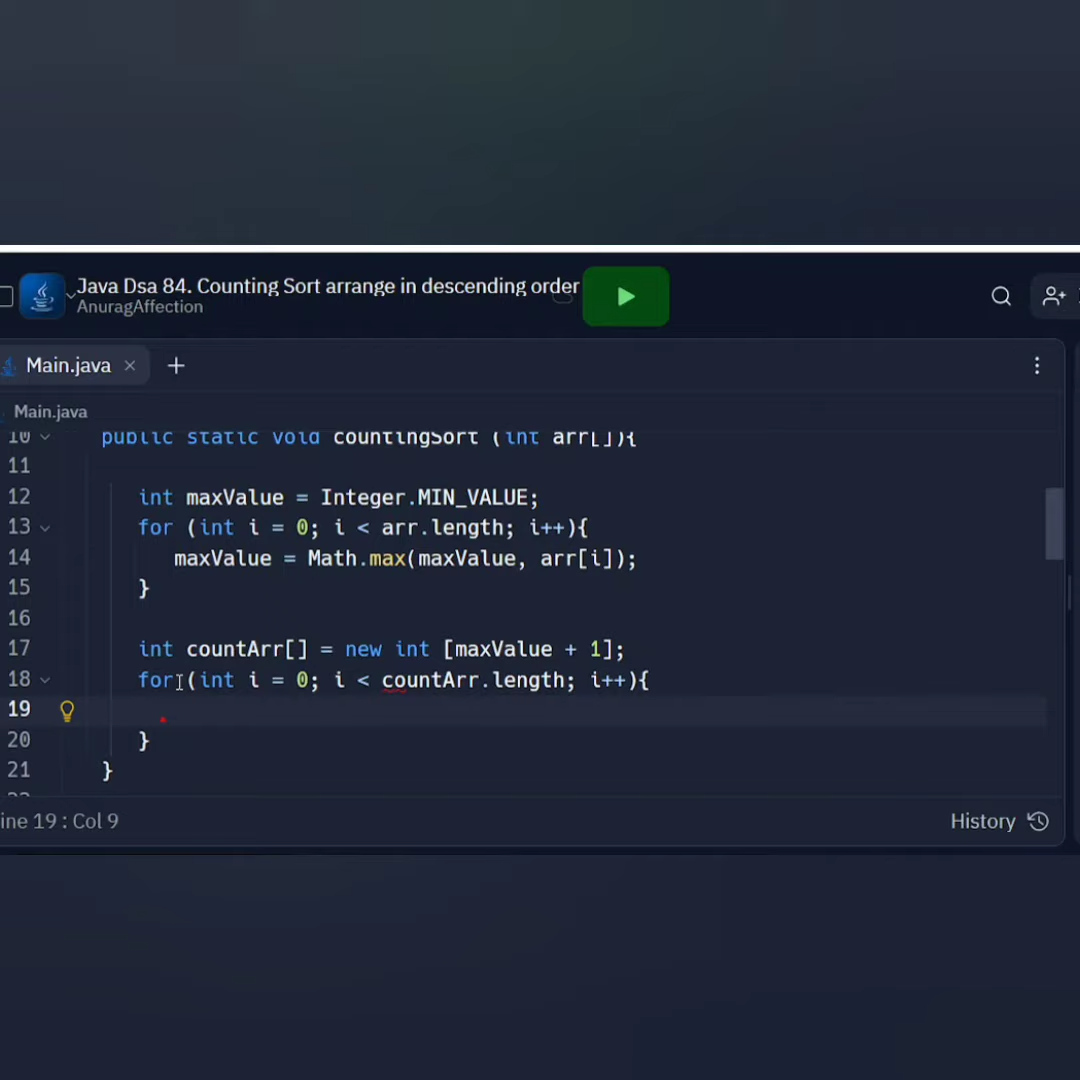 Java Dsa 84. Counting Sort arrange in descending order
AnuragAffection
Main.java
Main.java
10 public static void countingSort (int arr[]){
11
12 int maxValue = Integer.MIN_VALUE;
13 for (int i = 0; i < arr.length; i++){
14 maxValue = Math.max(maxValue, arr[i]);
15 }
16
17 int countArr[] = new int [maxValue + 1];
18 for (int i = 0; i < countArr.length; i++){
19
20 }
21 }
ine 19 : Col 9
History